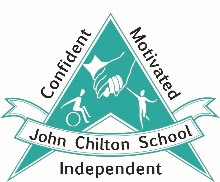 Confident
Motivated
John Chilton School
Independent